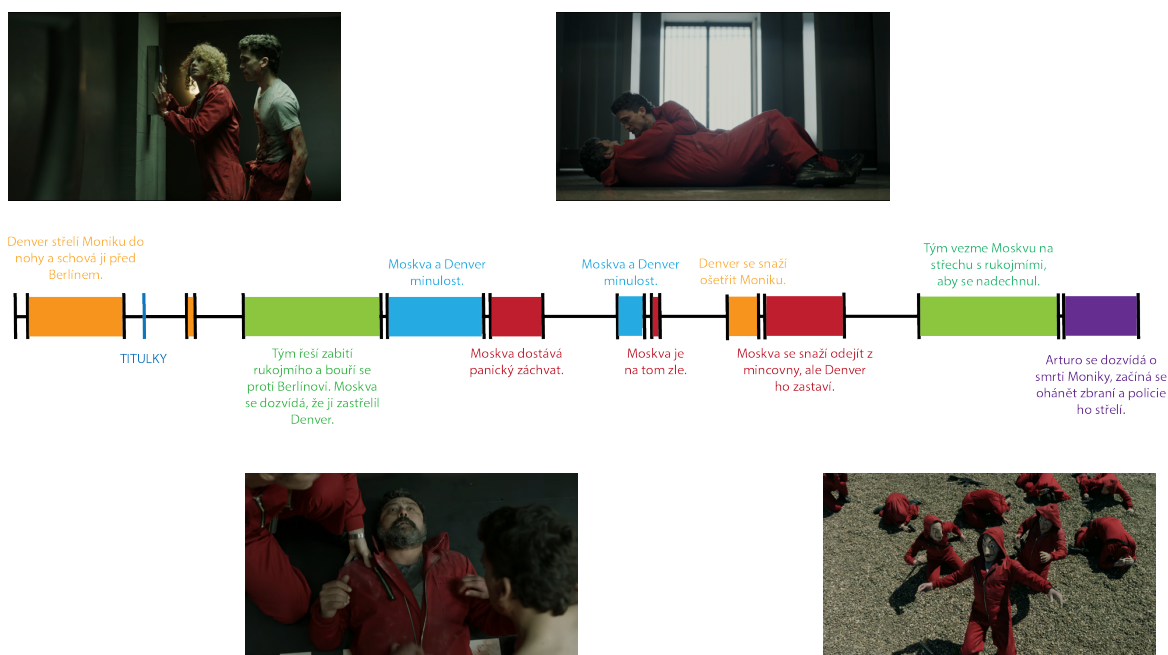 Denver střelí Moniku do
nohy a schová ji před
Berlínem.
TITULKY
Tým řeší zabití
rukojmího a bouří se
proti Berlínovi. Moskva
se dozvídá, že ji zastřelil
Denver.
Moskva a Denver
minulost.
Moskva dostává
panický záchvat.
Moskva a Denver
minulost.
Moskva je
na tom zle.
Denver se snaží
ošetřit Moniku.
Moskva se snaží odejít z
mincovny, ale Denver
ho zastaví.
Tým vezme Moskvu na
střechu s rukojmími,
aby se nadechnul.
Arturo se dozvídá o
smrti Moniky, začíná se
ohánět zbraní a policie
ho střelí.